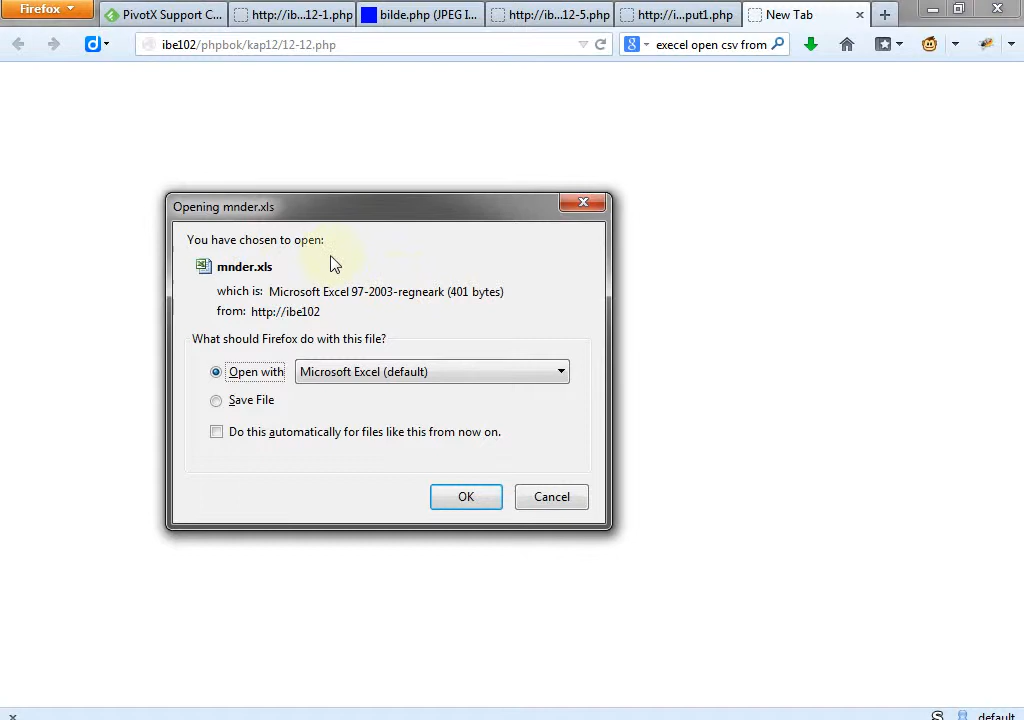 Firefox
PivotX Support C...
http://ib...12-1.php
bilde.php (JPEG I...
http://ib...12-5.php
http://i...put1.php
New Tab
ibe102/phpbok/kap12/12-12.php
execel open csv from
Opening mnder.xls
You have chosen to open:
mnder.xls
which is: Microsoft Excel 97-2003-regneark (401 bytes)
from: http://ibe102
What should Firefox do with this file?
Open with
Microsoft Excel (default)
Save File
Do this automatically for files like this from now on.
OK
Cancel
default